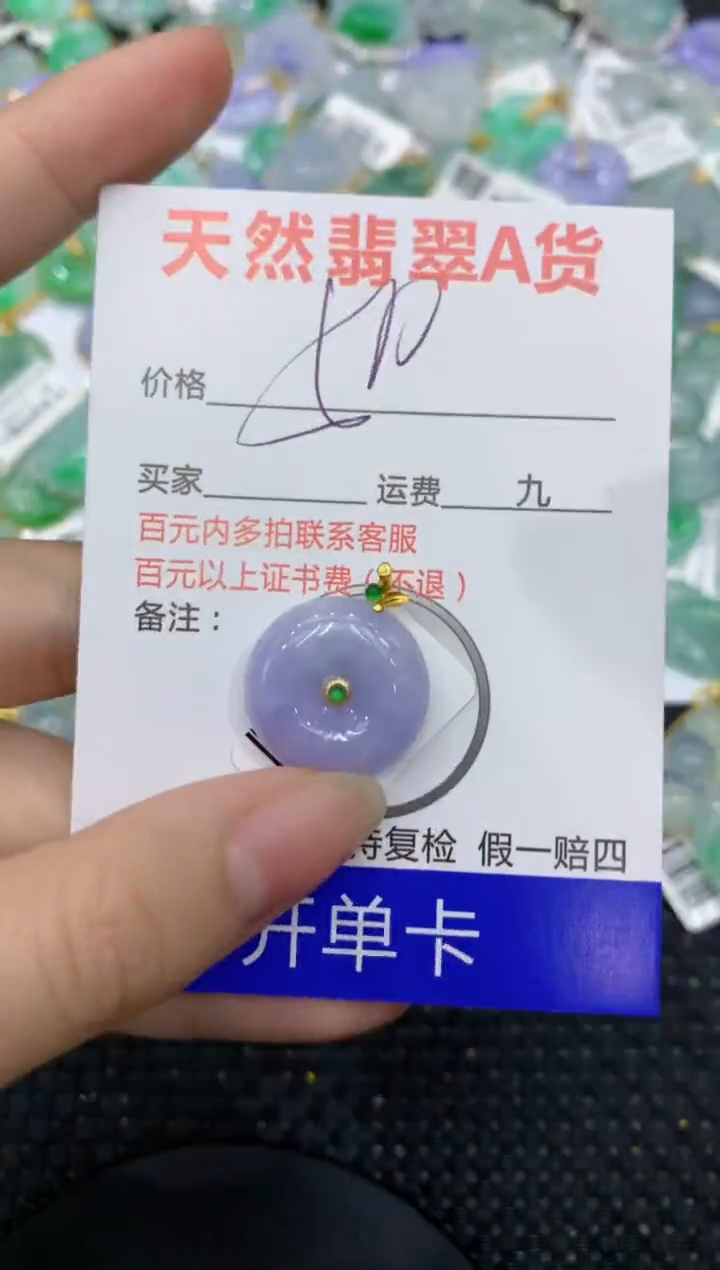 天然翡翠A货
价格
买家 运费 九
百元内多拍联系客服
百元以上证书费(不退)
备注：
持复检 假一赔四
开单卡